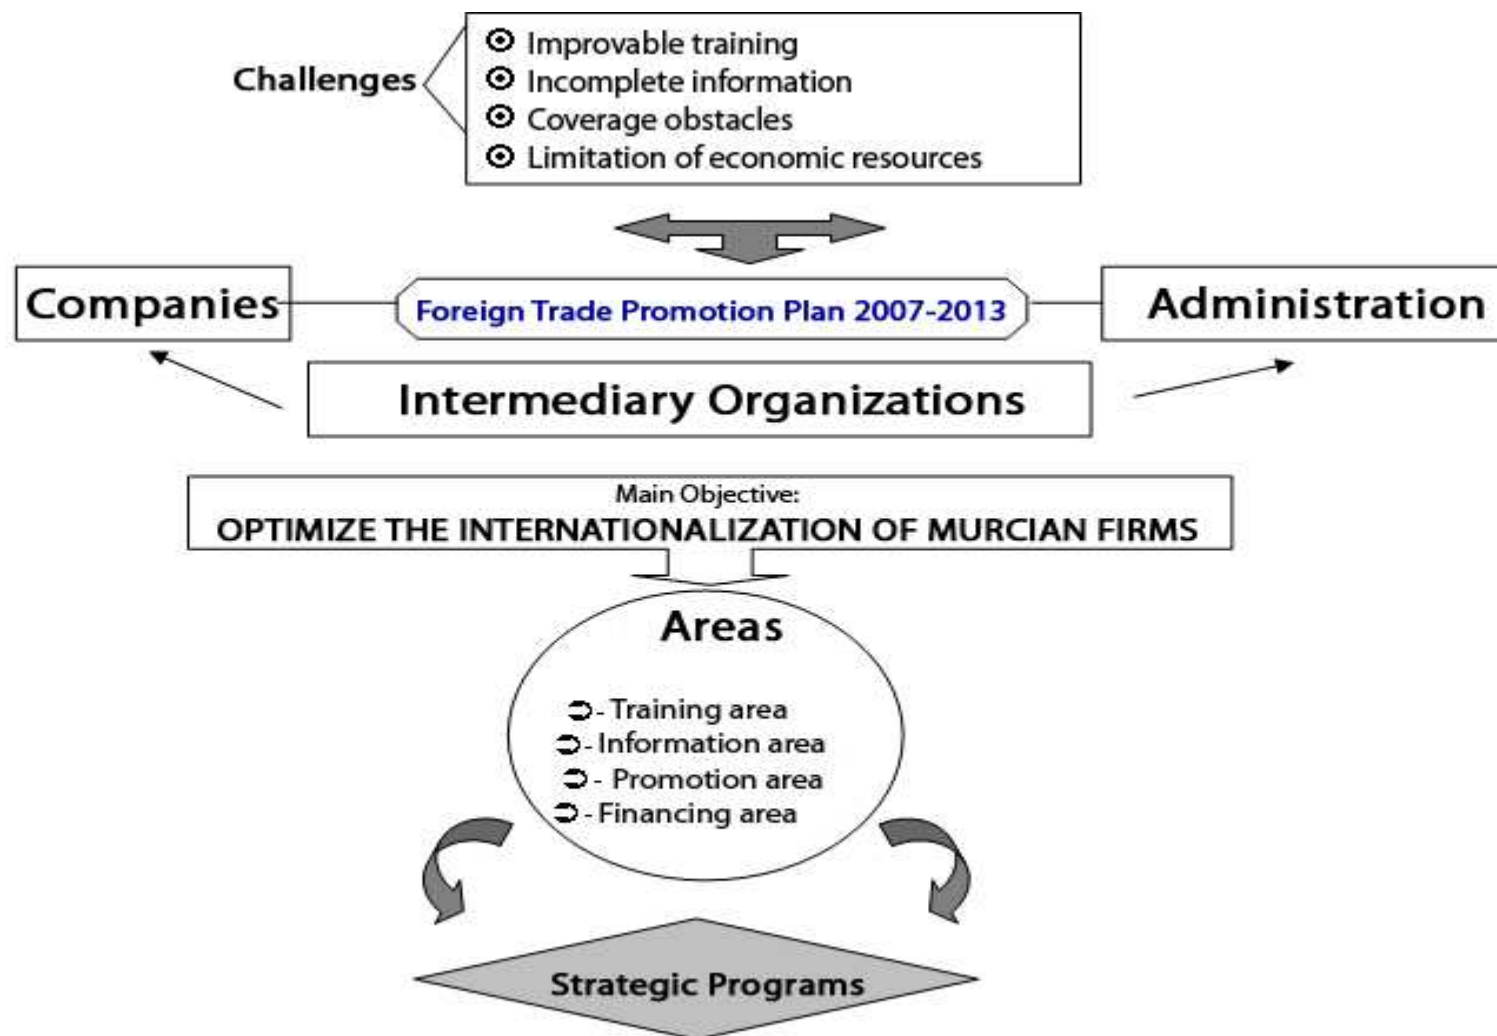 Challenges
Improvable training
Incomplete information
Coverage obstacles
Limitation of economic resources
Companies
Foreign Trade Promotion Plan 2007-2013
Administration
Intermediary Organizations
Main Objective:
OPTIMIZE THE INTERNATIONALIZATION OF MURCIAN FIRMS
Areas
- Training area
- Information area
- Promotion area
- Financing area
Strategic Programs